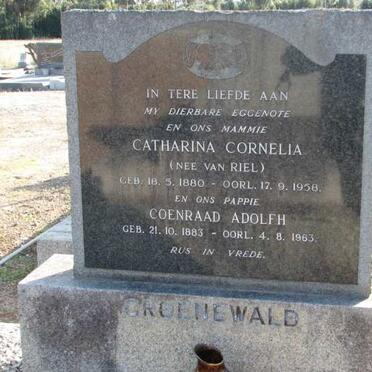 IN TERE LIEFDE AAN
MY DIERBARE EGGENOTE
EN ONS MAMMIE
CATHARINA CORNELIA
(NEE VAN RIEL)
GEB. 18. 5. 1880 - OORL. 17. 9. 1958.
EN ONS PAPPIE
COENRAAD ADOLFH
GEB. 21. 10. 1883 - OORL. 4. 8. 1963.
RUS IN VREDE.
GROENEWALD